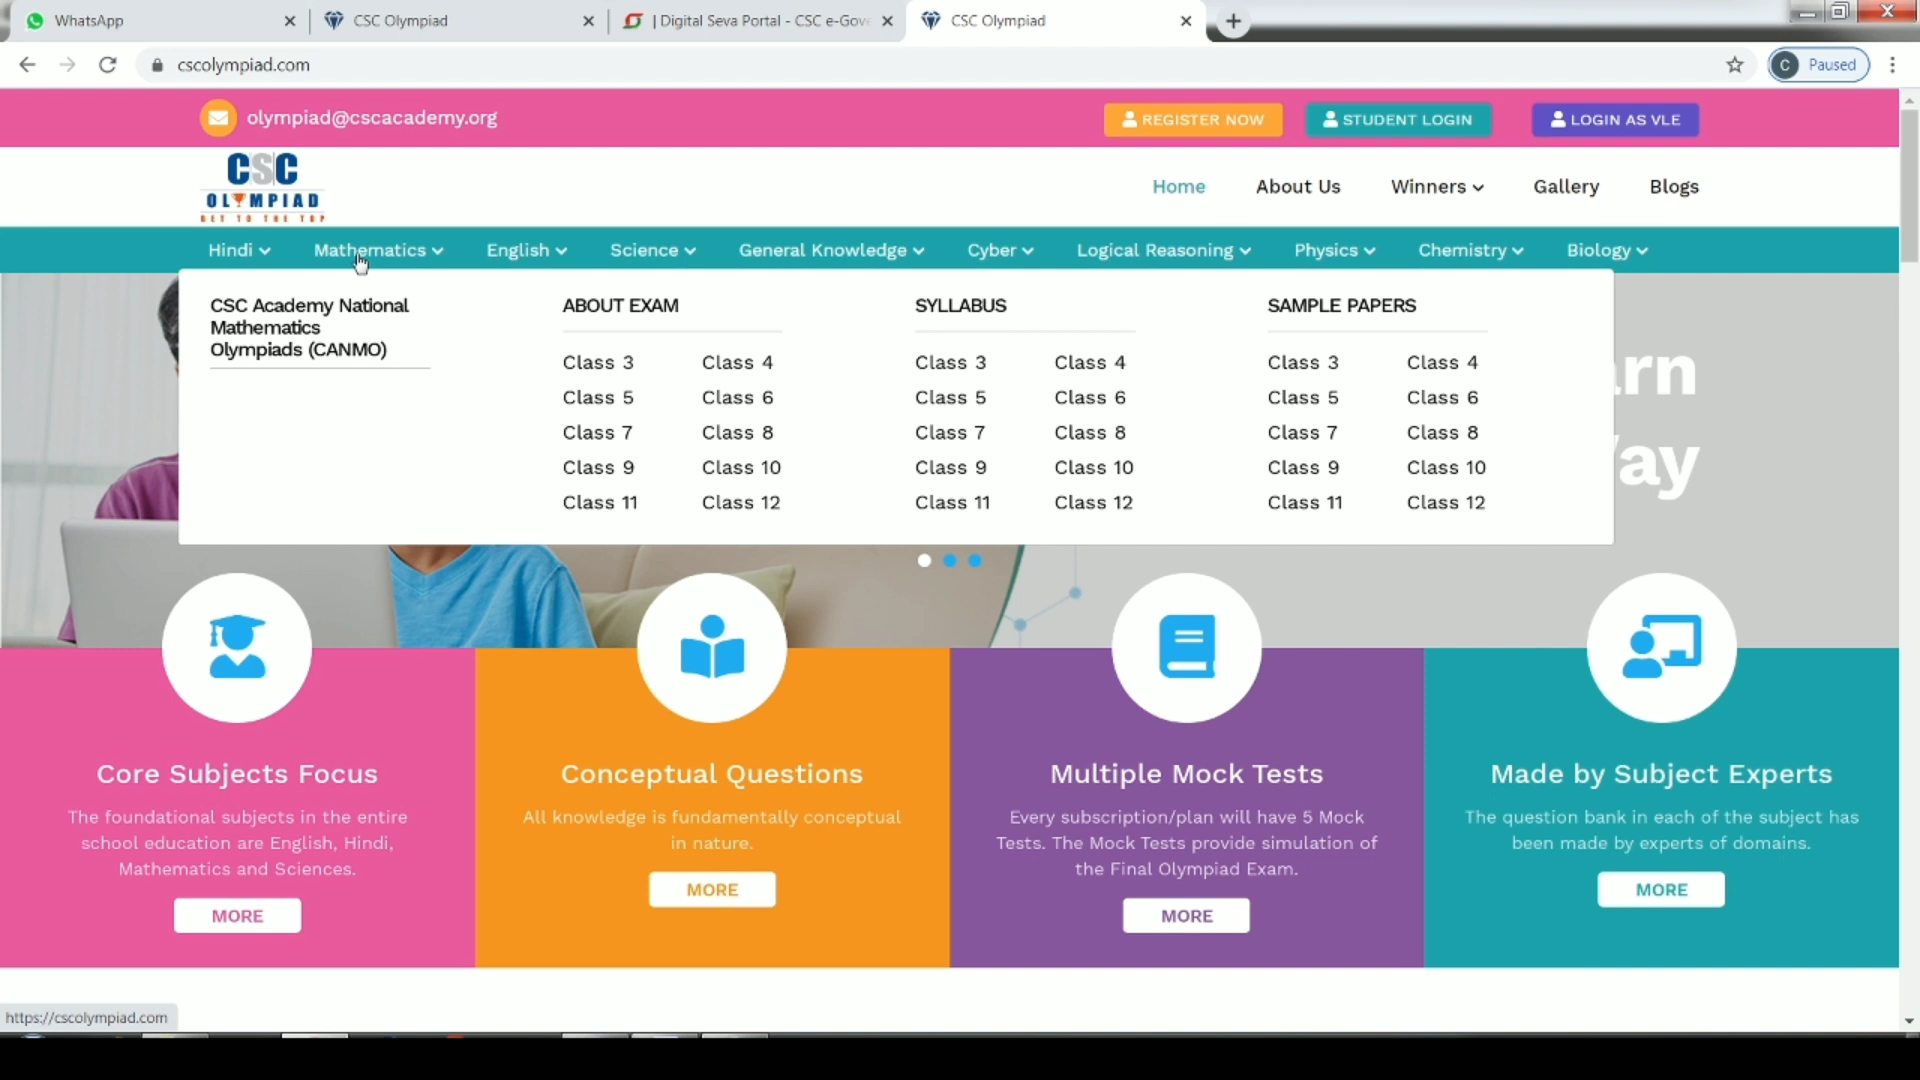 WhatsApp
CSC Olympiad
| Digital Seva Portal - CSC e-Gove
CSC Olympiad
cscolympiad.com
C Paused
olympiad@cscacademy.org
REGISTER NOW
STUDENT LOGIN
LOGIN AS VLE
CSC
OLYMPIAD
GET TO THE TOP
Home About Us Winners Gallery Blogs
Hindi Mathematics English Science General Knowledge Cyber Logical Reasoning Physics Chemistry Biology
CSC Academy National
Mathematics
Olympiads (CANMO)
ABOUT EXAM
Class 3 Class 4
Class 5 Class 6
Class 7 Class 8
Class 9 Class 10
Class 11 Class 12
SYLLABUS
Class 3 Class 4
Class 5 Class 6
Class 7 Class 8
Class 9 Class 10
Class 11 Class 12
SAMPLE PAPERS
Class 3 Class 4
Class 5 Class 6
Class 7 Class 8
Class 9 Class 10
Class 11 Class 12
Core Subjects Focus
The foundational subjects in the entire
school education are English, Hindi,
Mathematics and Sciences.
MORE
Conceptual Questions
All knowledge is fundamentally conceptual
in nature.
MORE
Multiple Mock Tests
Every subscription/plan will have 5 Mock
Tests. The Mock Tests provide simulation of
the Final Olympiad Exam.
MORE
Made by Subject Experts
The question bank in each of the subject has
been made by experts of domains.
MORE
https://cscolympiad.com